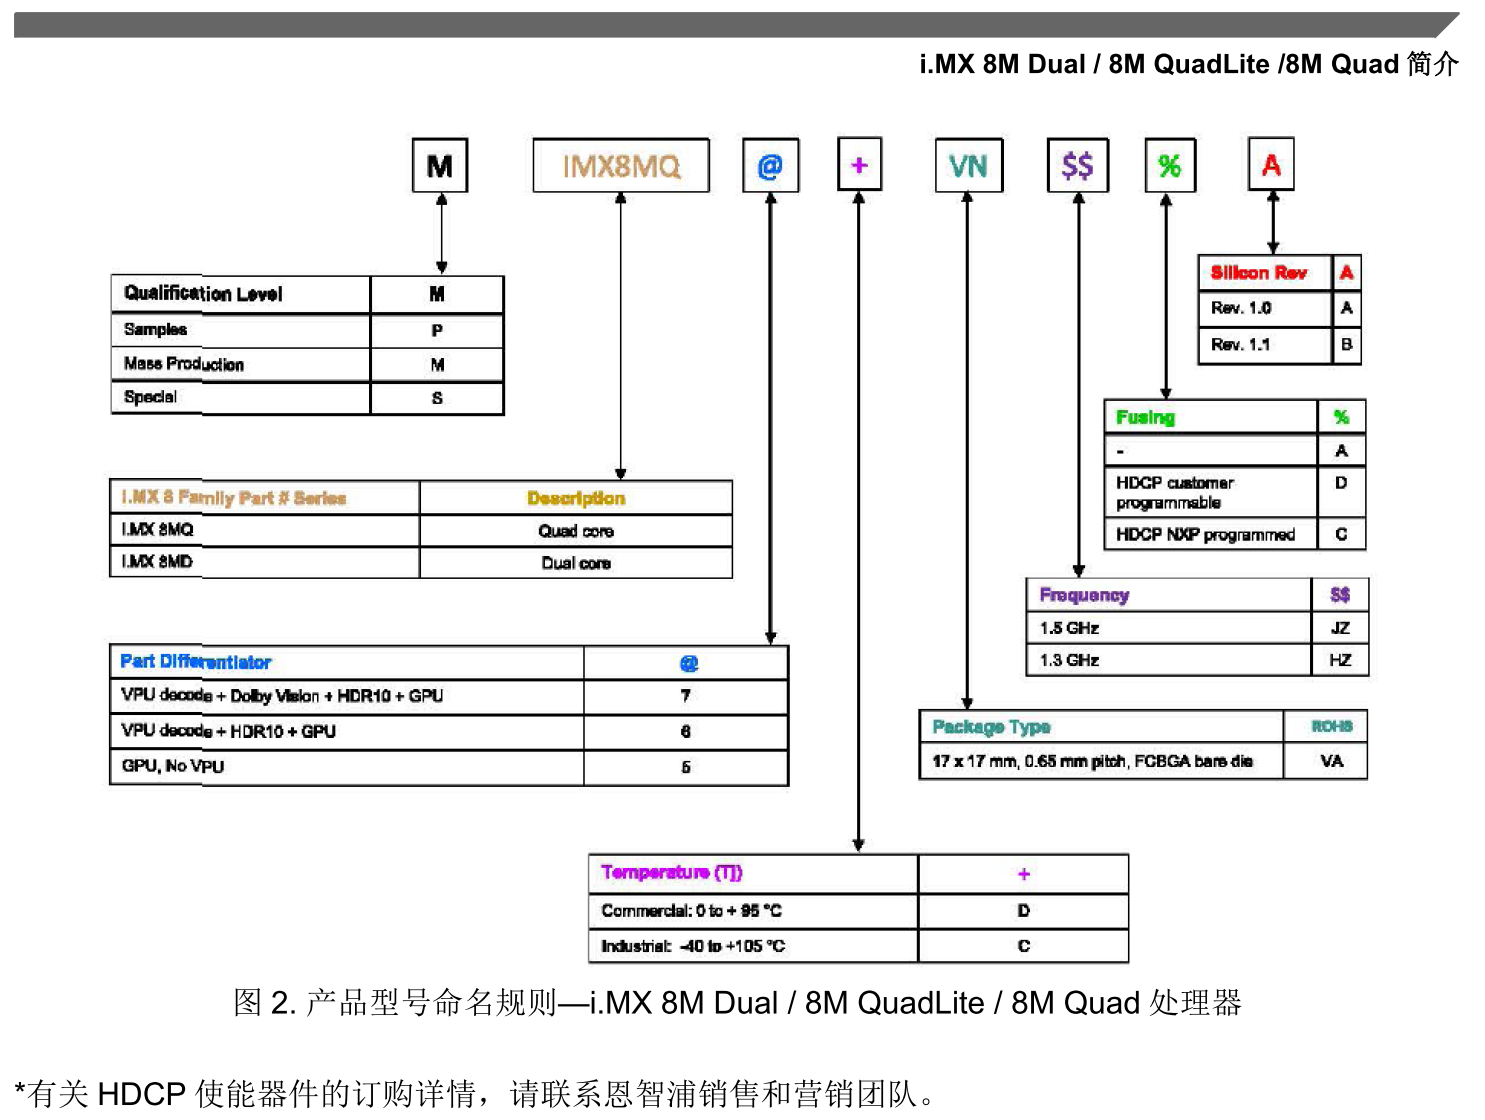 i.MX 8M Dual / 8M QuadLite /8M Quad 简介
M IMX8MQ @ + VN $$ % A
Silicon Rev A
Rev. 1.0 A
Rev. 1.1 B
Qualification Level M
Samples P
Mass Production M
Special S
Fusing %
- A
HDCP customer programmable D
HDCP NXP programmed C
i.MX 8 Family Part # Series Description
i.MX 8MQ Quad core
i.MX 8MD Dual core
Frequency $$
1.5 GHz JZ
1.3 GHz HZ
Part Differentiator @
VPU decode + Dolby Vision + HDR10 + GPU 7
VPU decode + HDR10 + GPU 6
GPU, No VPU 5
Package Type ROHS
17 x 17 mm, 0.65 mm pitch, FCBGA bare die VA
Temperature (Tj) +
Commercial: 0 to + 95 °C D
Industrial: -40 to +105 °C C
图 2. 产品型号命名规则—i.MX 8M Dual / 8M QuadLite / 8M Quad 处理器
*有关 HDCP 使能器件的订购详情，请联系恩智浦销售和营销团队。